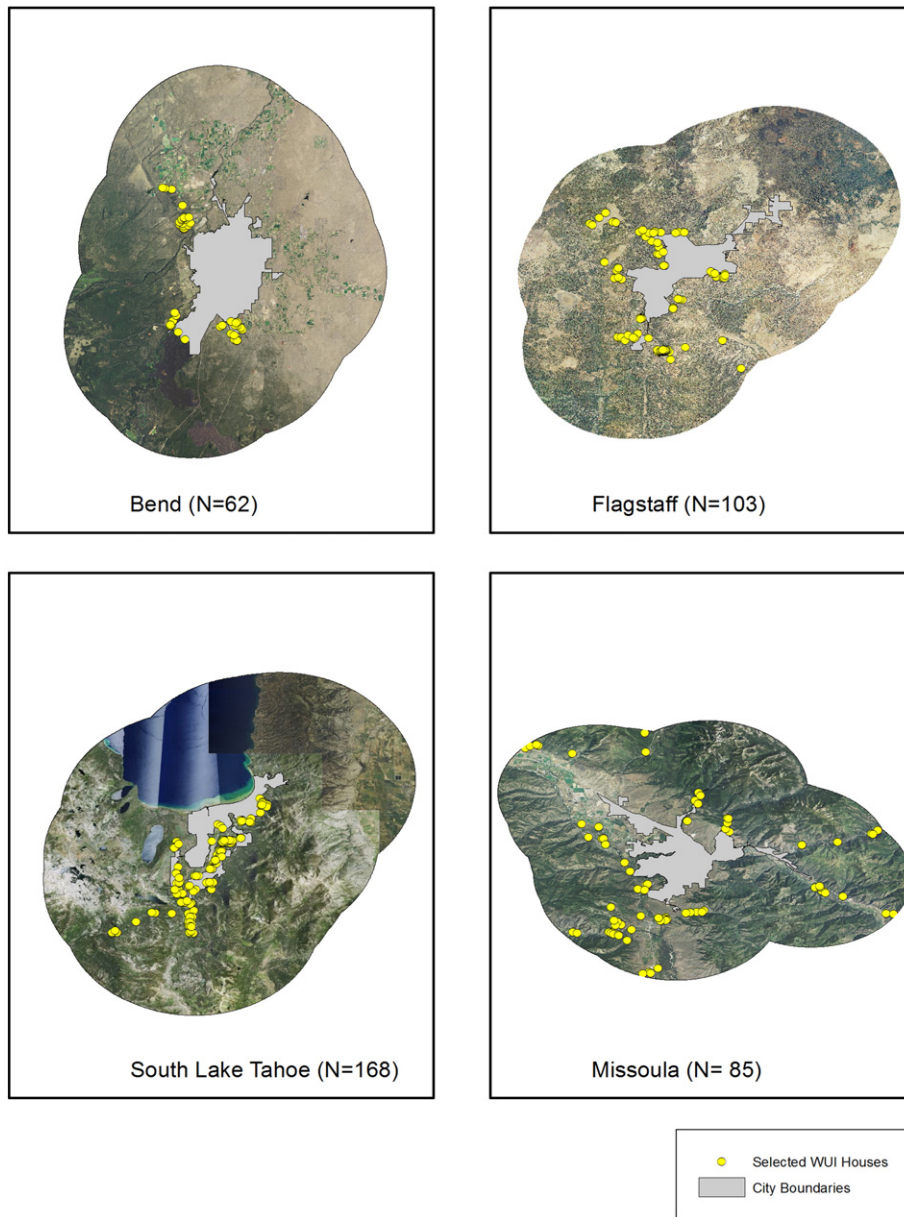 Bend (N=62)
Flagstaff (N=103)
South Lake Tahoe (N=168)
Missoula (N= 85)
Selected WUI Houses
City Boundaries